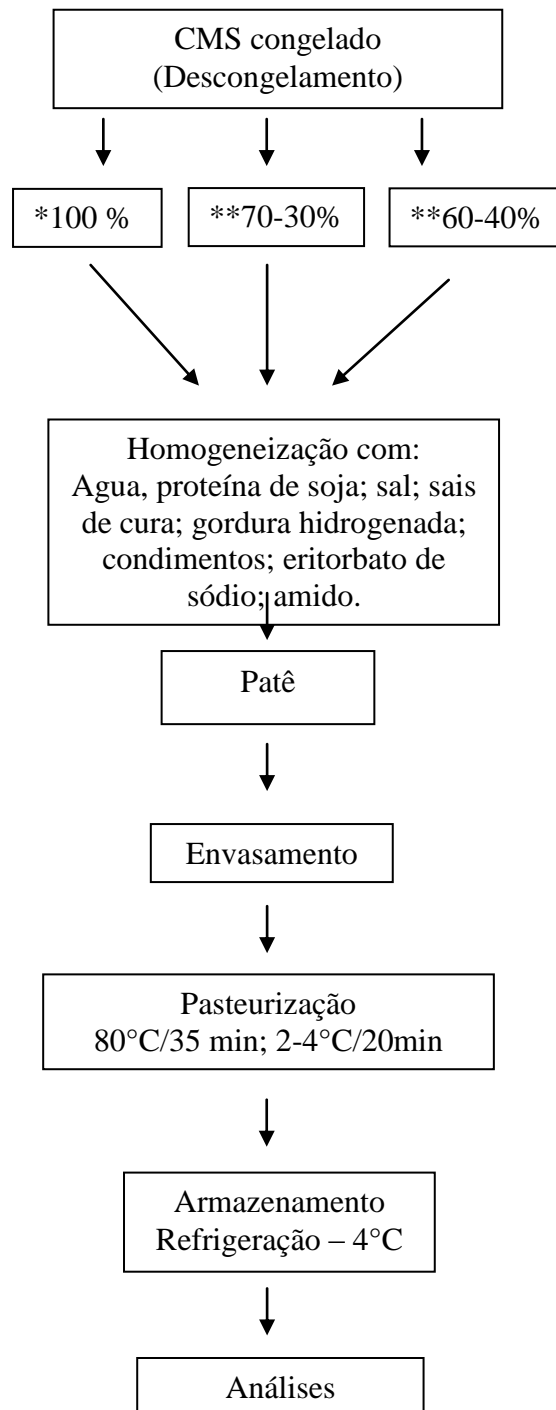 CMS congelado
(Descongelamento)
*100 %
**70-30%
**60-40%
Homogeneização com:
Agua, proteína de soja; sal; sais
de cura; gordura hidrogenada;
condimentos; eritorbato de
sódio; amido.
Patê
Envasamento
Pasteurização
80°C/35 min; 2-4°C/20min
Armazenamento
Refrigeração – 4°C
Análises